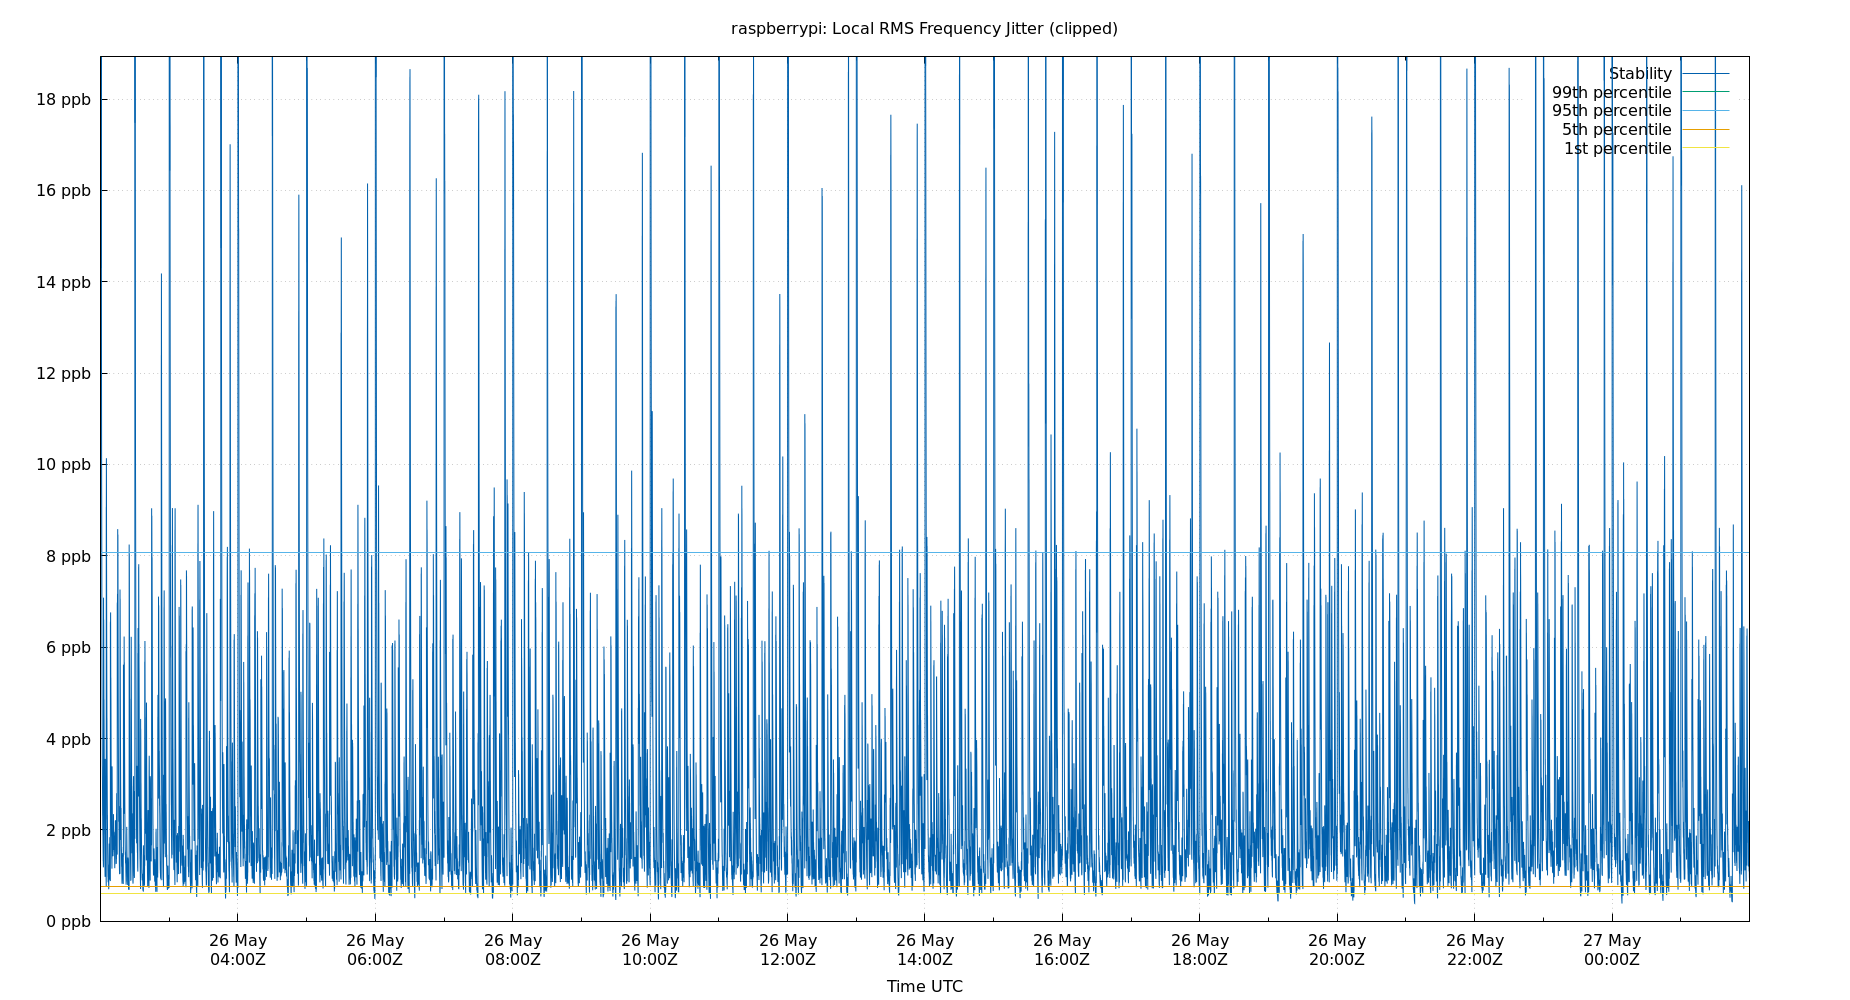 raspberrypi: Local RMS Frequency Jitter (clipped)
Stability
99th percentile
95th percentile
5th percentile
1st percentile
18 ppb
16 ppb
14 ppb
12 ppb
10 ppb
8 ppb
6 ppb
4 ppb
2 ppb
0 ppb
26 May 26 May 26 May 26 May 26 May 26 May 26 May 26 May 26 May 26 May 27 May
04:00Z 06:00Z 08:00Z 10:00Z 12:00Z 14:00Z 16:00Z 18:00Z 20:00Z 22:00Z 00:00Z
Time UTC